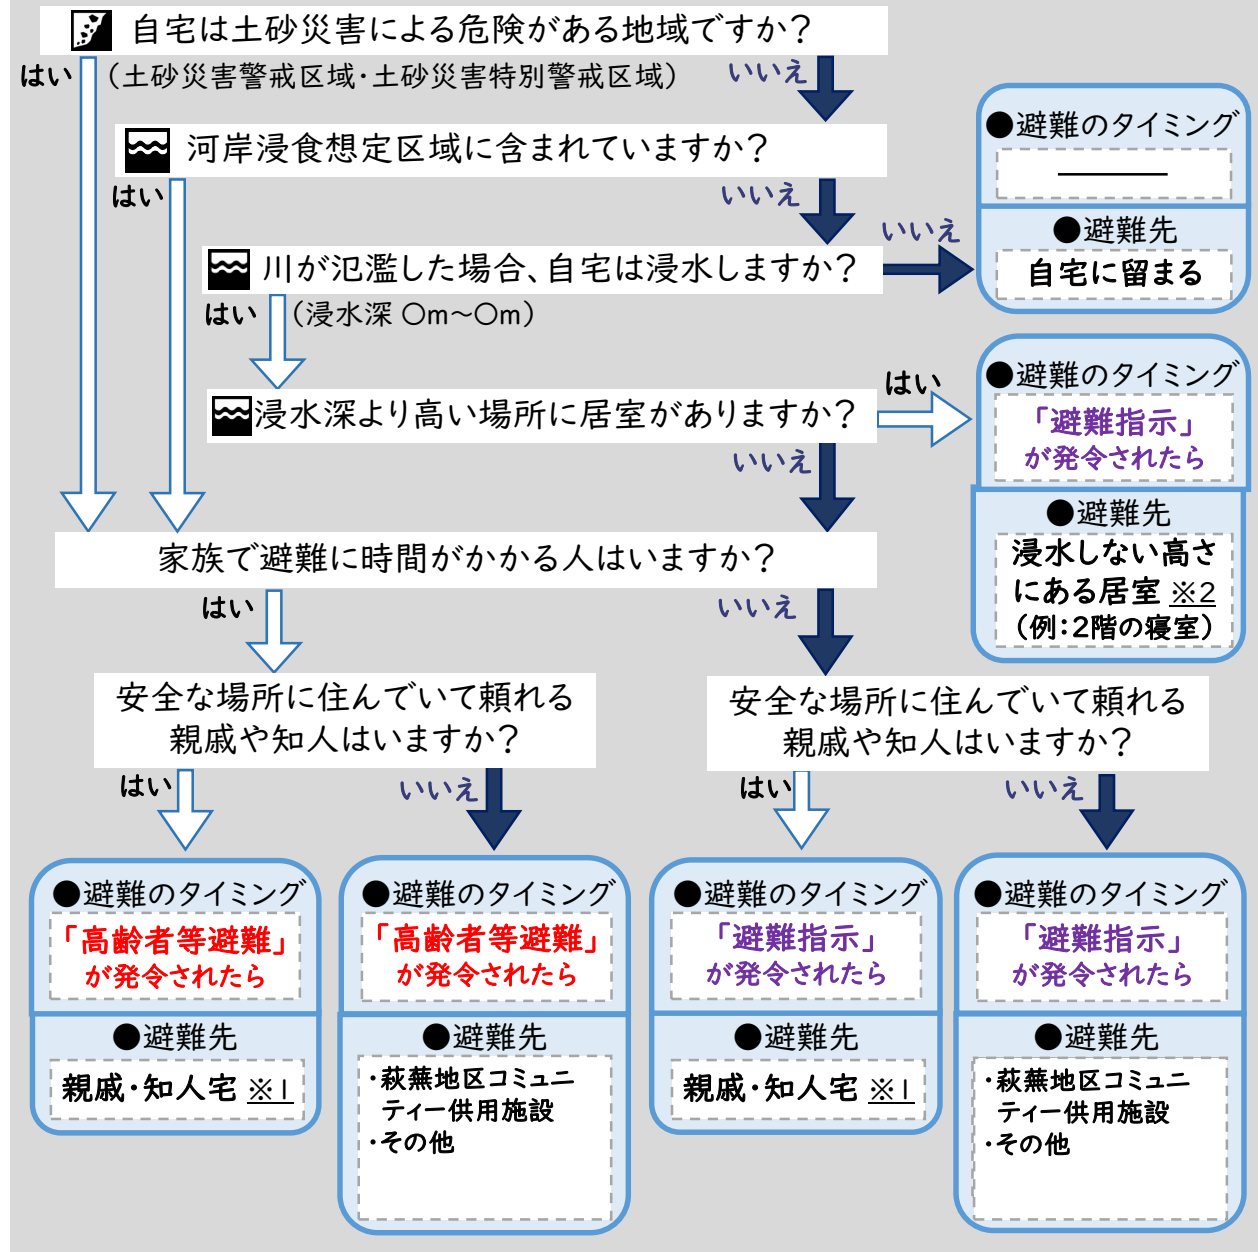 自宅は土砂災害による危険がある地域ですか？
はい
（土砂災害警戒区域・土砂災害特別警戒区域）
いいえ
河岸浸食想定区域に含まれていますか？
はい
いいえ
川が氾濫した場合、自宅は浸水しますか？
いいえ
はい
（浸水深 〇m～〇m）
●避難のタイミング
―――
●避難先
自宅に留まる
浸水深より高い場所に居室がありますか？
はい
いいえ
●避難のタイミング
「避難指示」
が発令されたら
●避難先
浸水しない高さ
にある居室 ※2
（例：2階の寝室）
家族で避難に時間がかかる人はいますか？
はい
いいえ
安全な場所に住んでいて頼れる
親戚や知人はいますか？
はい
いいえ
安全な場所に住んでいて頼れる
親戚や知人はいますか？
はい
いいえ
●避難のタイミング
「高齢者等避難」
が発令されたら
●避難先
親戚・知人宅 ※1
●避難のタイミング
「高齢者等避難」
が発令されたら
●避難先
・萩蕪地区コミュニ
ティー供用施設
・その他
●避難のタイミング
「避難指示」
が発令されたら
●避難先
親戚・知人宅 ※1
●避難のタイミング
「避難指示」
が発令されたら
●避難先
・萩蕪地区コミュニ
ティー供用施設
・その他